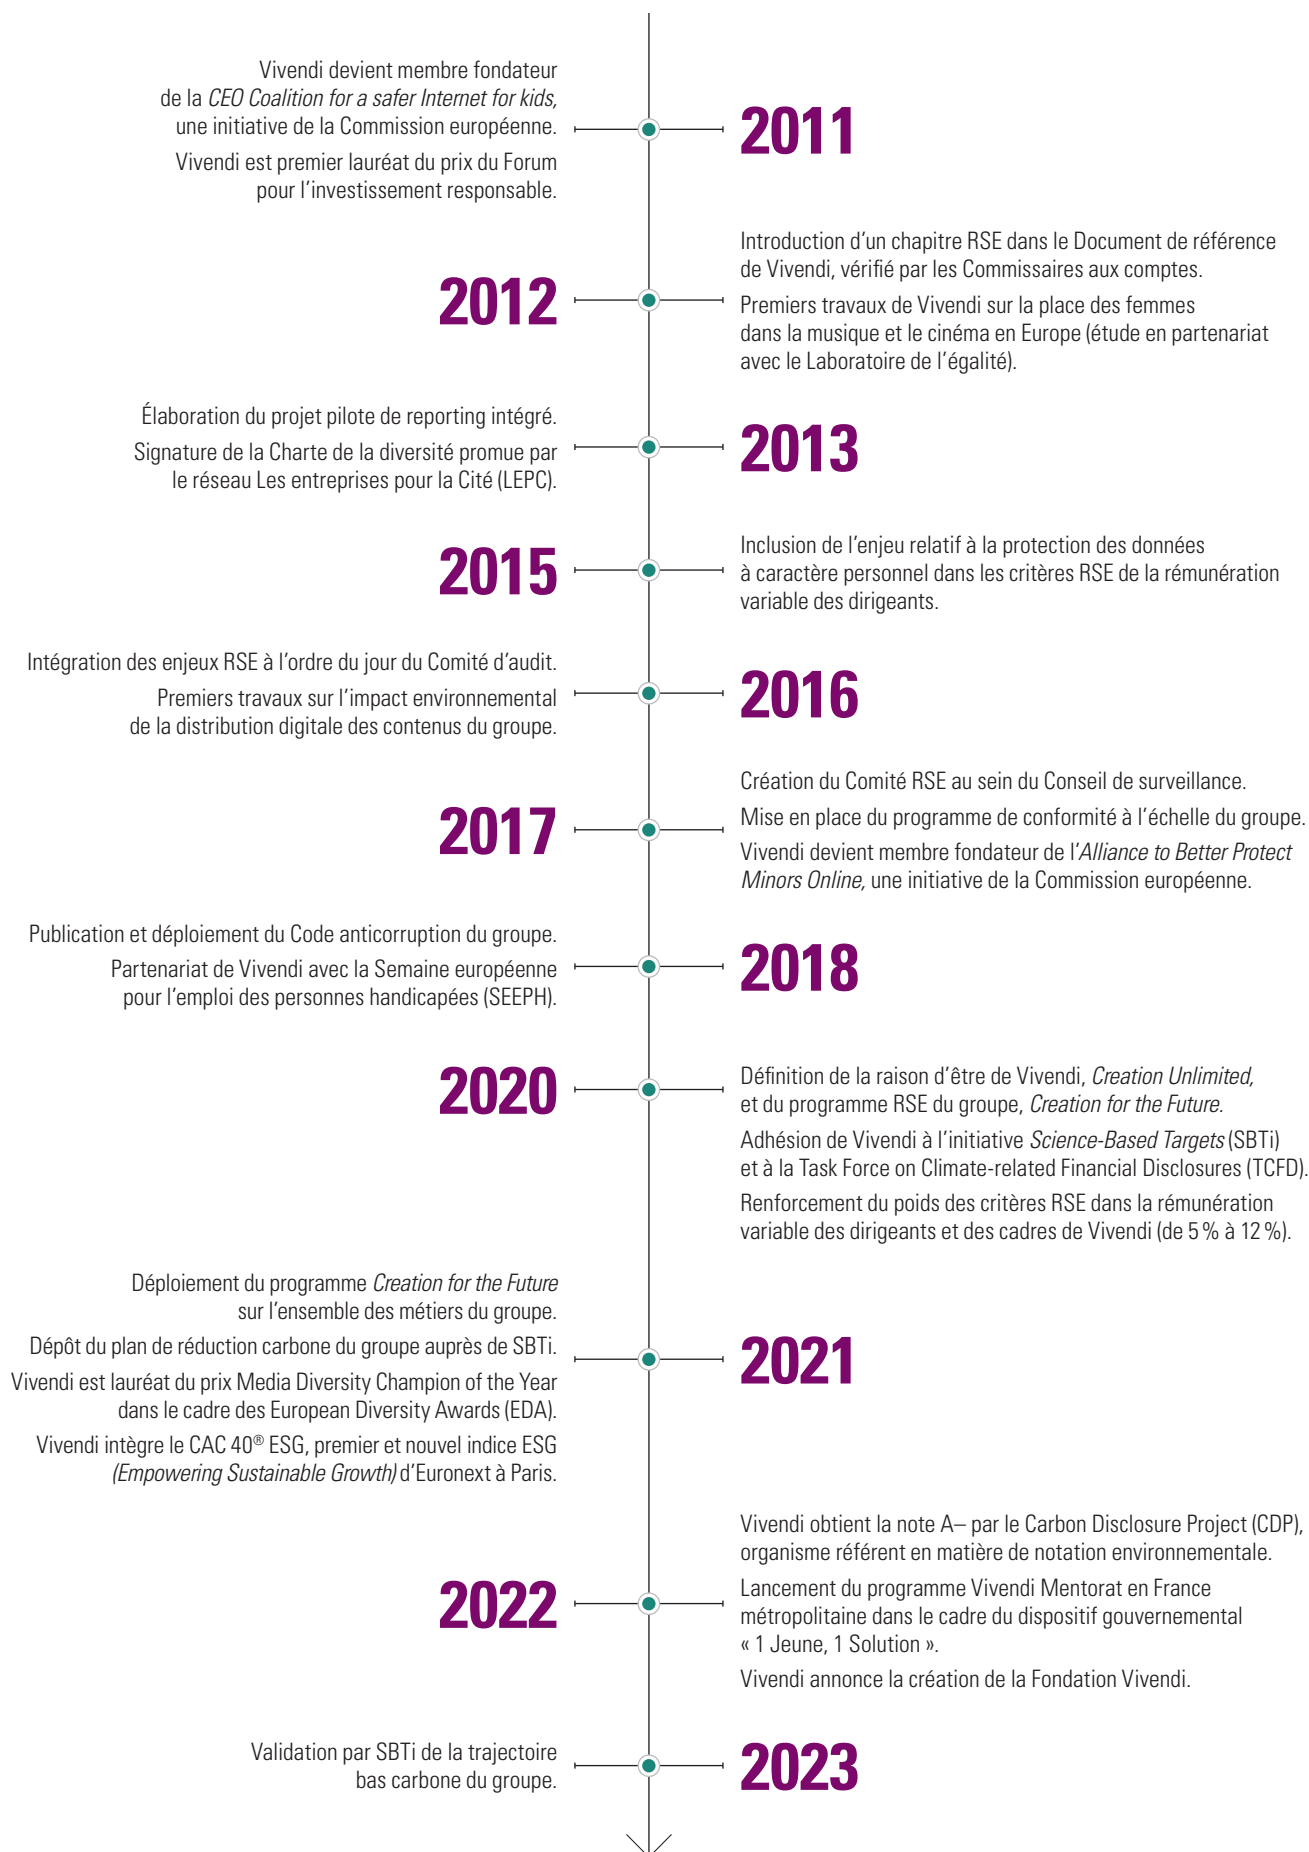 Vivendi devient membre fondateur
de la CEO Coalition for a safer Internet for kids,
une initiative de la Commission européenne.
Vivendi est premier lauréat du prix du Forum
pour l’investissement responsable.
2011
2012
Introduction d’un chapitre RSE dans le Document de référence
de Vivendi, vérifié par les Commissaires aux comptes.
Premiers travaux de Vivendi sur la place des femmes
dans la musique et le cinéma en Europe (étude en partenariat
avec le Laboratoire de l’égalité).
Élaboration du projet pilote de reporting intégré.
Signature de la Charte de la diversité promue par
le réseau Les entreprises pour la Cité (LEPC).
2013
2015
Inclusion de l’enjeu relatif à la protection des données
à caractère personnel dans les critères RSE de la rémunération
variable des dirigeants.
Intégration des enjeux RSE à l’ordre du jour du Comité d’audit.
Premiers travaux sur l’impact environnemental
de la distribution digitale des contenus du groupe.
2016
2017
Création du Comité RSE au sein du Conseil de surveillance.
Mise en place du programme de conformité à l’échelle du groupe.
Vivendi devient membre fondateur de l’Alliance to Better Protect
Minors Online, une initiative de la Commission européenne.
Publication et déploiement du Code anticorruption du groupe.
Partenariat de Vivendi avec la Semaine européenne
pour l’emploi des personnes handicapées (SEEPH).
2018
2020
Définition de la raison d’être de Vivendi, Creation Unlimited,
et du programme RSE du groupe, Creation for the Future.
Adhésion de Vivendi à l’initiative Science-Based Targets (SBTi)
et à la Task Force on Climate-related Financial Disclosures (TCFD).
Renforcement du poids des critères RSE dans la rémunération
variable des dirigeants et des cadres de Vivendi (de 5 % à 12 %).
Déploiement du programme Creation for the Future
sur l’ensemble des métiers du groupe.
Dépôt du plan de réduction carbone du groupe auprès de SBTi.
Vivendi est lauréat du prix Media Diversity Champion of the Year
dans le cadre des European Diversity Awards (EDA).
Vivendi intègre le CAC 40® ESG, premier et nouvel indice ESG
(Empowering Sustainable Growth) d’Euronext à Paris.
2021
2022
Vivendi obtient la note A– par le Carbon Disclosure Project (CDP),
organisme référent en matière de notation environnementale.
Lancement du programme Vivendi Mentorat en France
métropolitaine dans le cadre du dispositif gouvernemental
« 1 Jeune, 1 Solution ».
Vivendi annonce la création de la Fondation Vivendi.
Validation par SBTi de la trajectoire
bas carbone du groupe.
2023